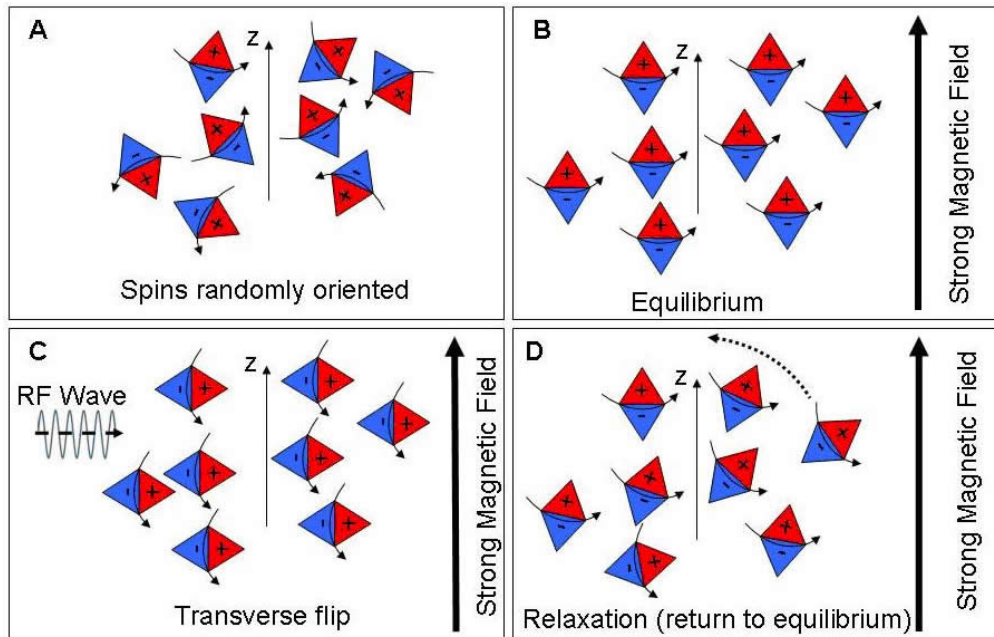 A
Z
Spins randomly oriented
B
Z
Equilibrium
Strong Magnetic Field
C
RF Wave
Z
Transverse flip
Strong Magnetic Field
D
Z
Relaxation (return to equilibrium)
Strong Magnetic Field